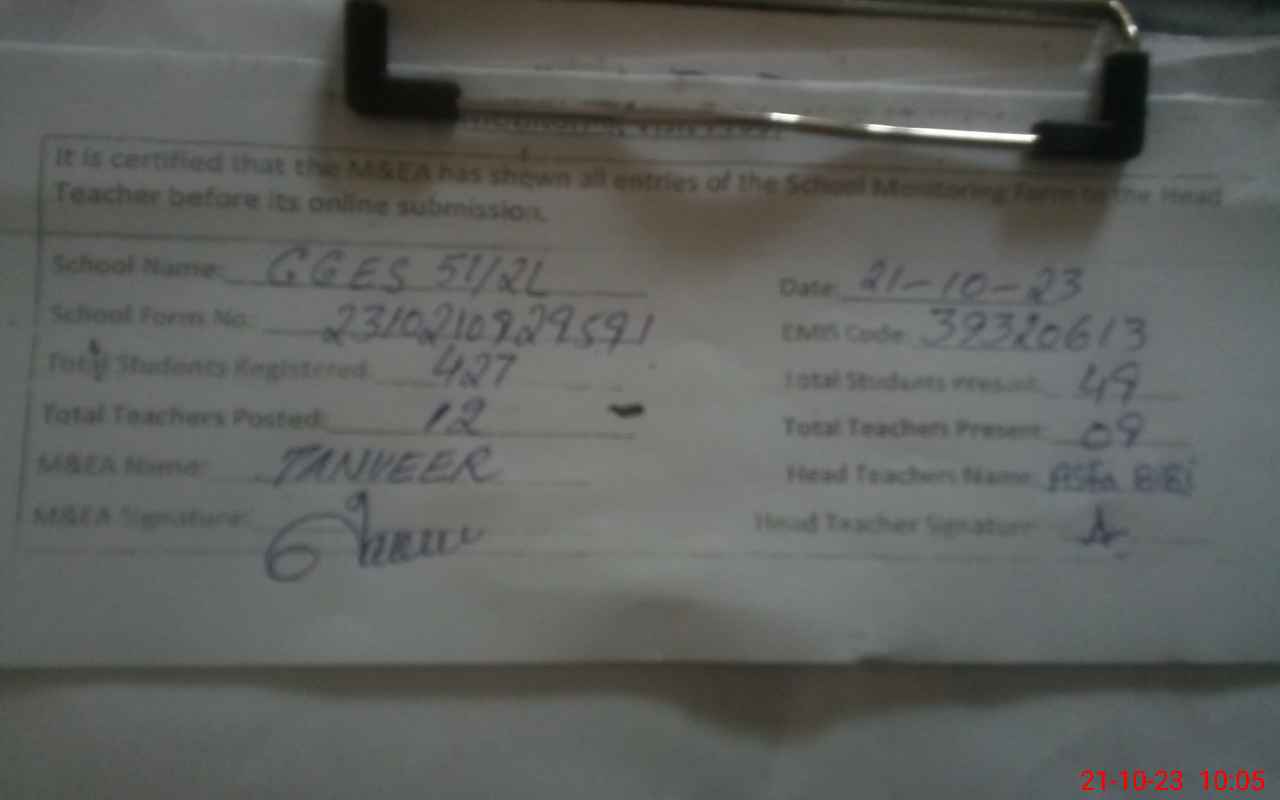 It is certified that the M&EA has shown all entries of the School Monitoring Form to the Head
Teacher before its online submission.
School Name: GGES 51/2L
Date: 21-10-23
School Form No.: 2310210929591
EMIS Code: 39320613
Total Students Registered: 427
Total Students Present: 49
Total Teachers Posted: 12
Total Teachers Present: 09
M&EA Name: TANVEER
Head Teachers Name: BIBI
M&EA Signature:
Head Teacher Signature:
21-10-23 10:05